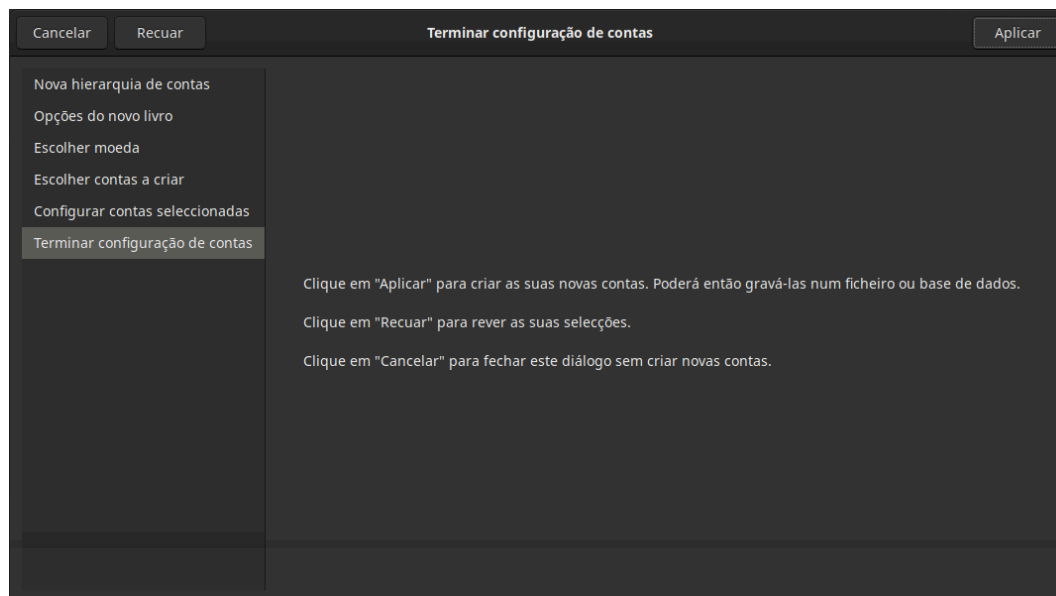 Cancelar
Recuar
Terminar configuração de contas
Aplicar
Nova hierarquia de contas
Opções do novo livro
Escolher moeda
Escolher contas a criar
Configurar contas seleccionadas
Terminar configuração de contas
Clique em "Aplicar" para criar as suas novas contas. Poderá então gravá-las num ficheiro ou base de dados.
Clique em "Recuar" para rever as suas selecções.
Clique em "Cancelar" para fechar este diálogo sem criar novas contas.